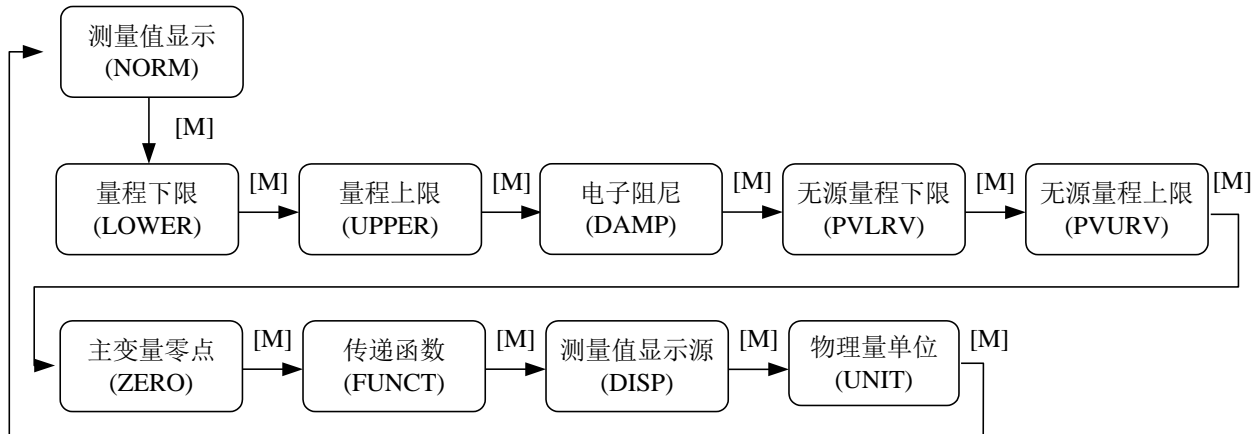 测量值显示
(NORM)
[M]
量程下限
(LOWER)
[M]
量程上限
(UPPER)
[M]
电子阻尼
(DAMP)
[M]
无源量程下限
(PVLRV)
[M]
无源量程上限
(PVURV)
[M]
主变量零点
(ZERO)
[M]
传递函数
(FUNCT)
[M]
测量值显示源
(DISP)
[M]
物理量单位
(UNIT)
[M]